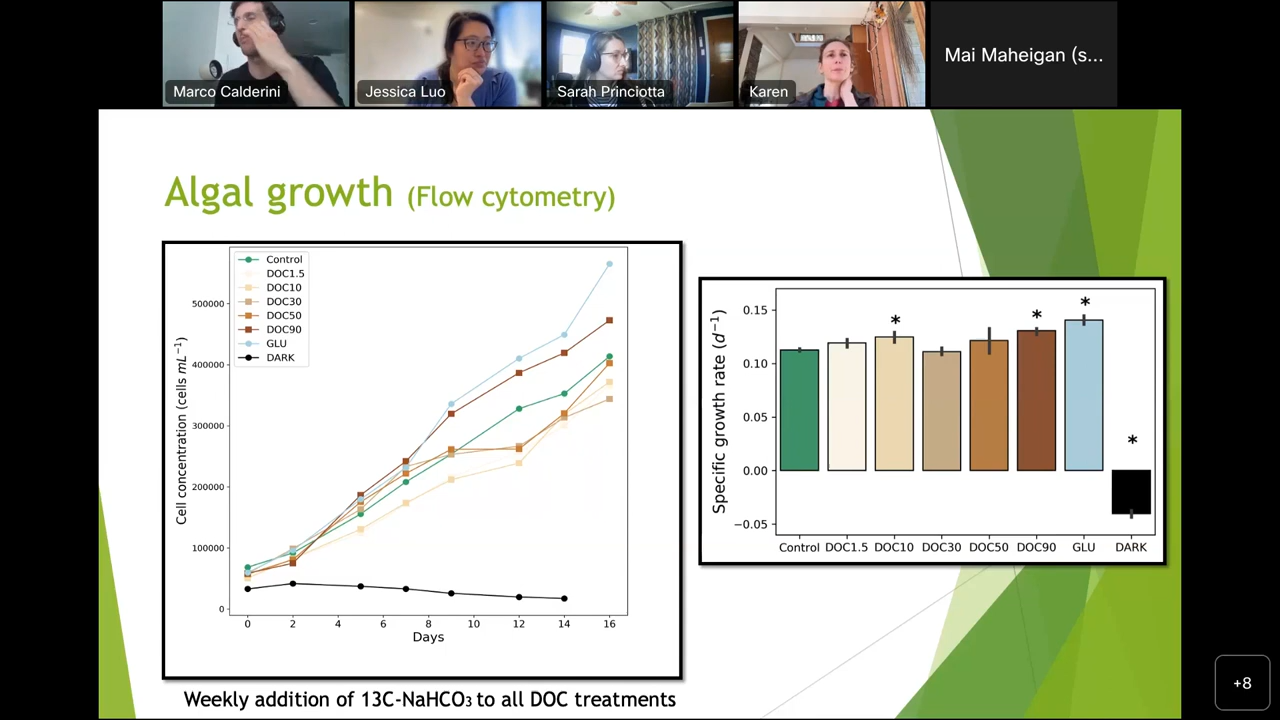 Marco Calderini
Jessica Luo
Sarah Princiotta
Karen
Mai Maheigan (s...
Algal growth (Flow cytometry)
Control
DOC1.5
DOC10
DOC30
DOC50
DOC90
GLU
DARK
500000
400000
300000
200000
100000
0
Cell concentration (cells mL⁻¹)
0 2 4 6 8 10 12 14 16
Days
0.15
0.10
0.05
0.00
−0.05
Specific growth rate (d⁻¹)
* * * *
Control DOC1.5 DOC10 DOC30 DOC50 DOC90 GLU DARK
Weekly addition of 13C-NaHCO₃ to all DOC treatments
+8